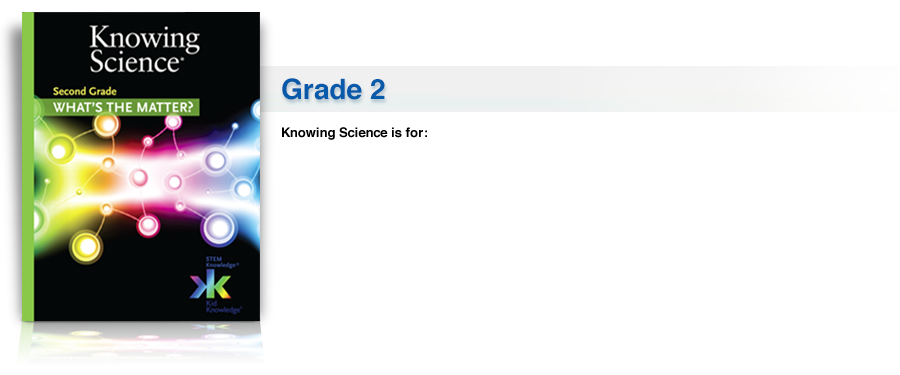 Knowing
Science®
Second Grade
WHAT'S THE MATTER?
STEM
Knowledge®
Kid
Knowledge®
Grade 2
Knowing Science is for: